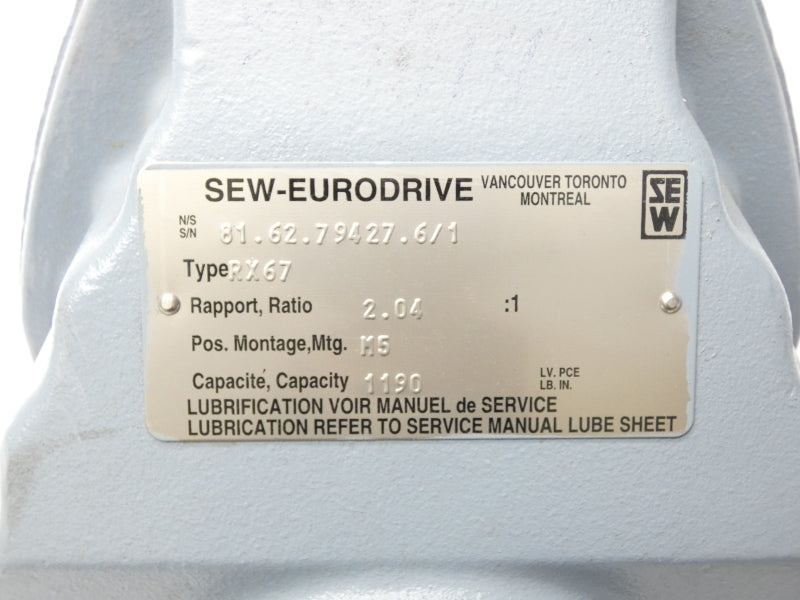 SEW-EURODRIVE VANCOUVER TORONTO MONTREAL
SEW
N/S
S/N 81.62.79427.6/1
Type RX67
Rapport, Ratio 2.04 :1
Pos. Montage,Mtg. M5
Capacité, Capacity 1190 LV. PCE
LB. IN.
LUBRIFICATION VOIR MANUEL de SERVICE
LUBRICATION REFER TO SERVICE MANUAL LUBE SHEET